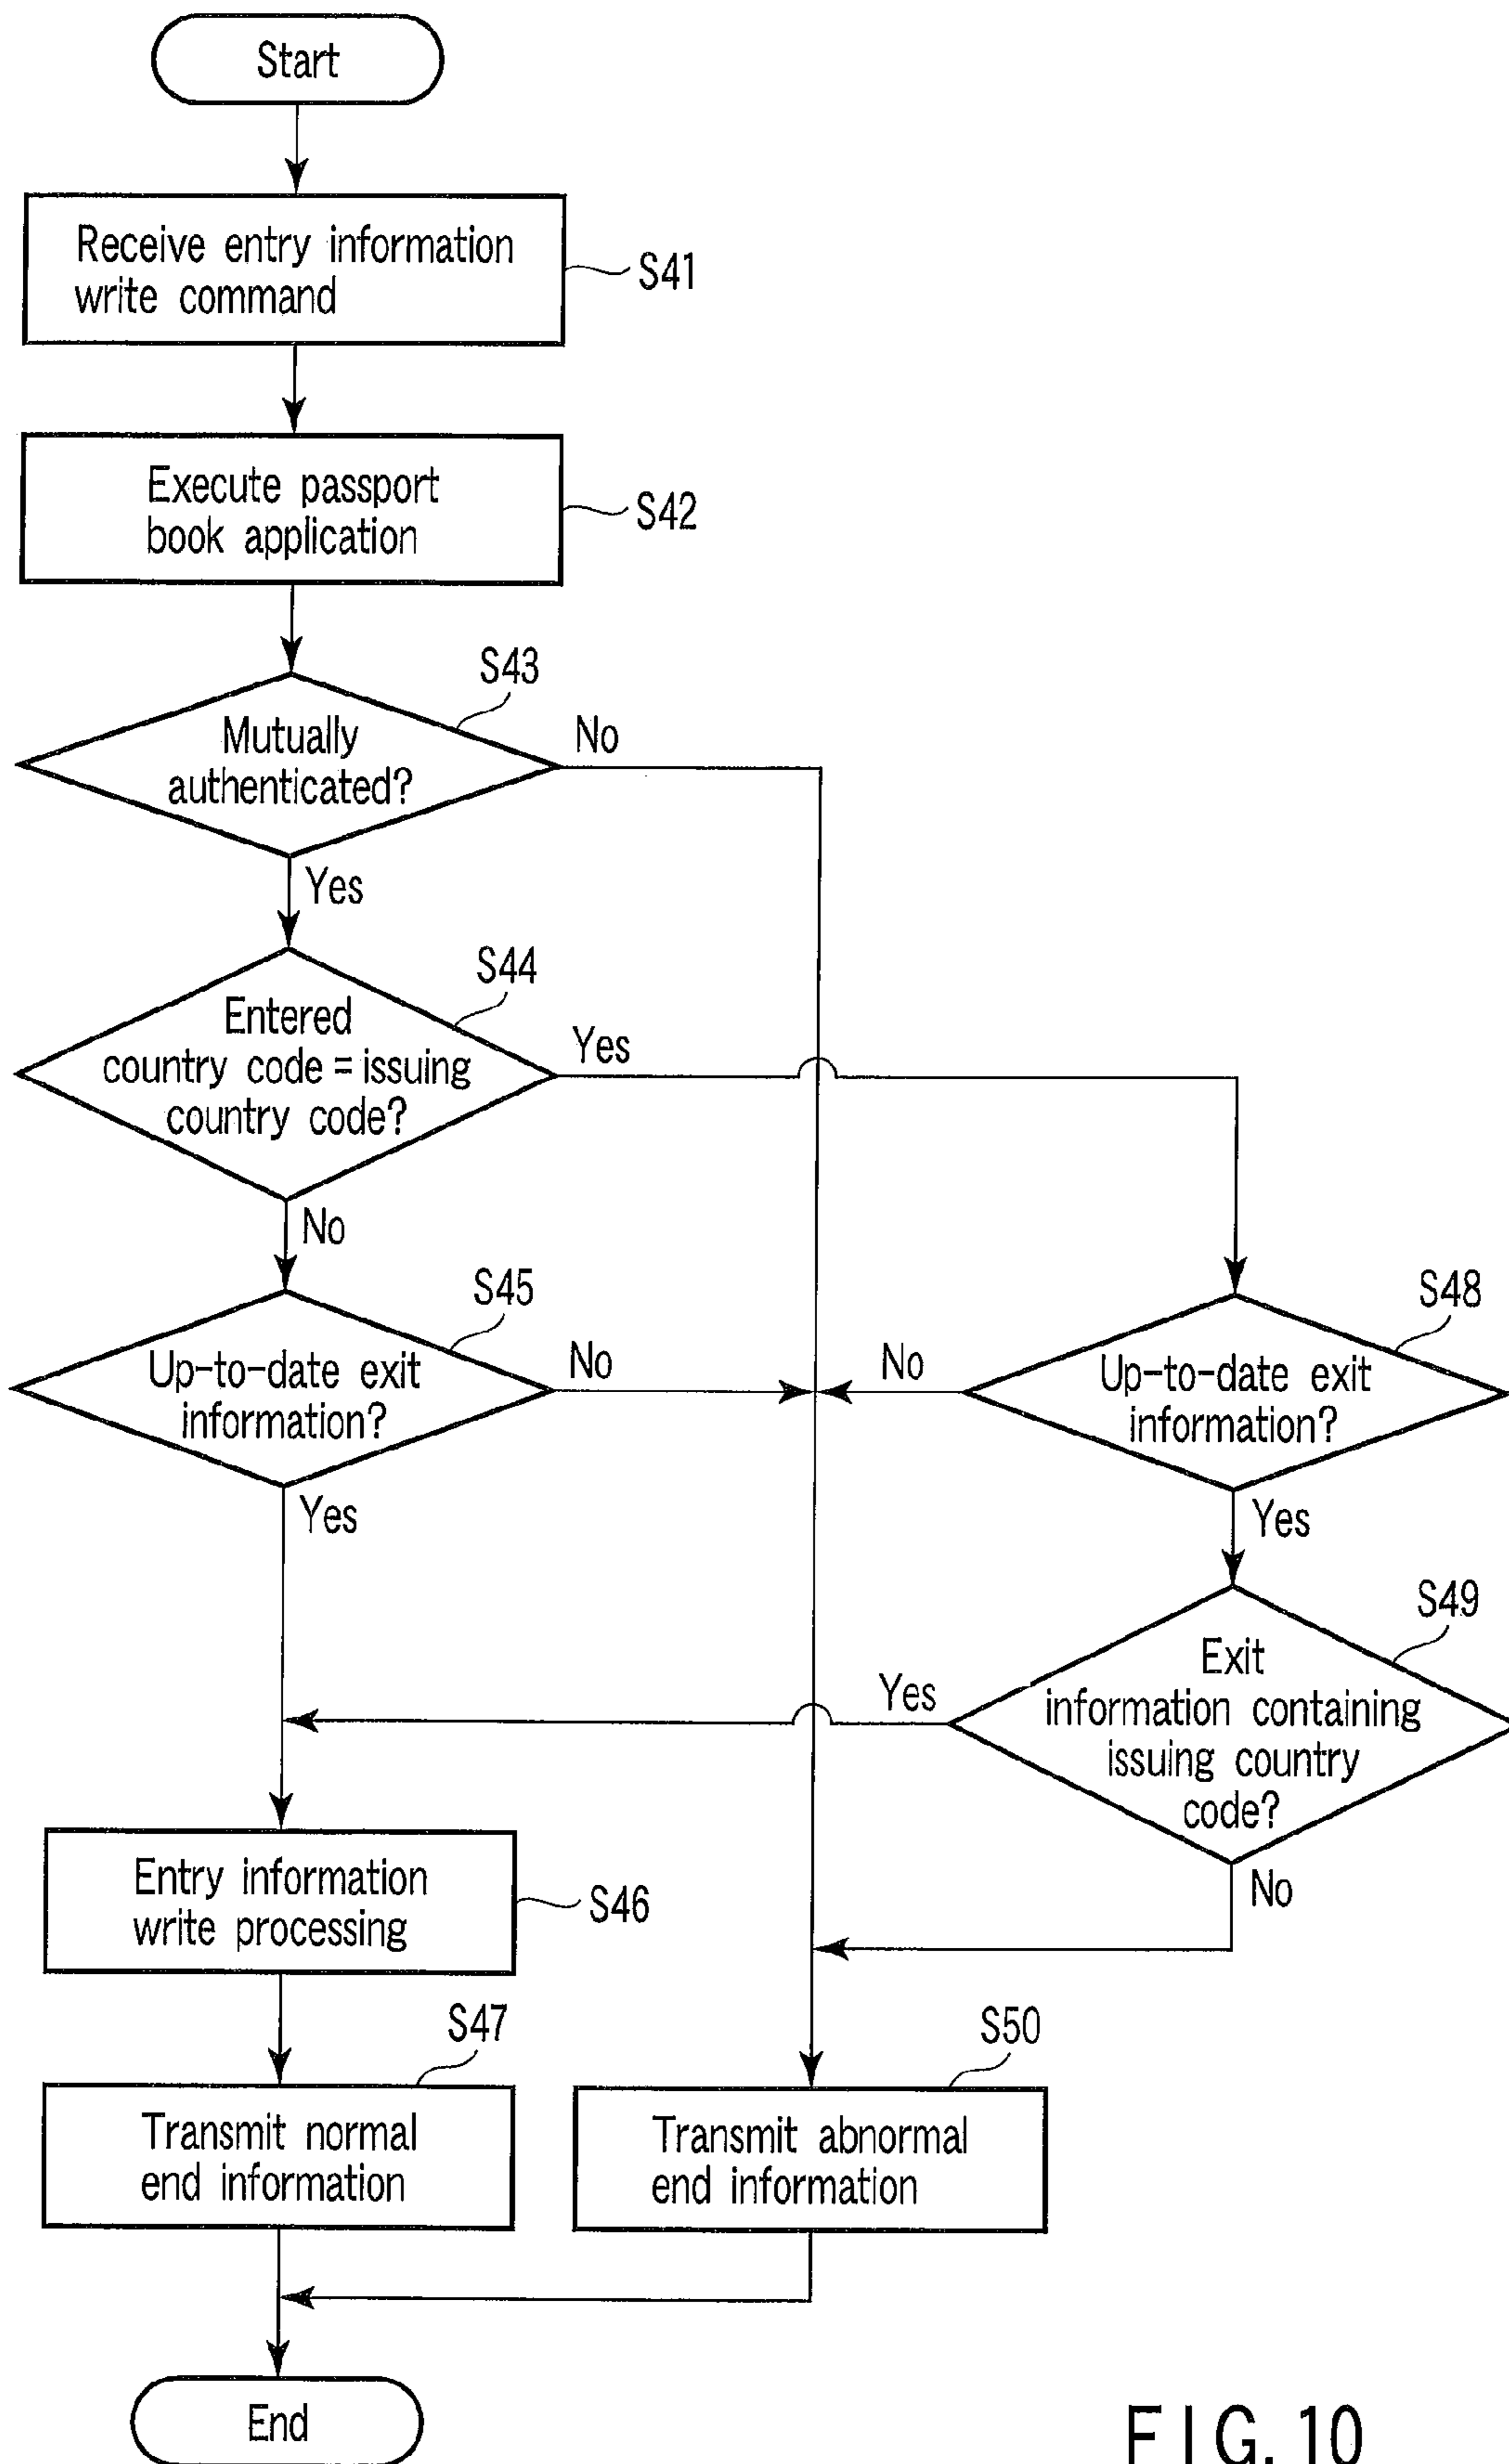 Start
Receive entry information
write command
S41
Execute passport
book application
S42
S43
Mutually
authenticated?
No
Yes
S44
Entered
country code = issuing
country code?
Yes
No
S45
Up-to-date exit
information?
No
Yes
No
S48
Up-to-date exit
information?
Yes
S49
Exit
information containing
issuing country
code?
Yes
No
Entry information
write processing
S46
S47
Transmit normal
end information
S50
Transmit abnormal
end information
End
FIG. 10